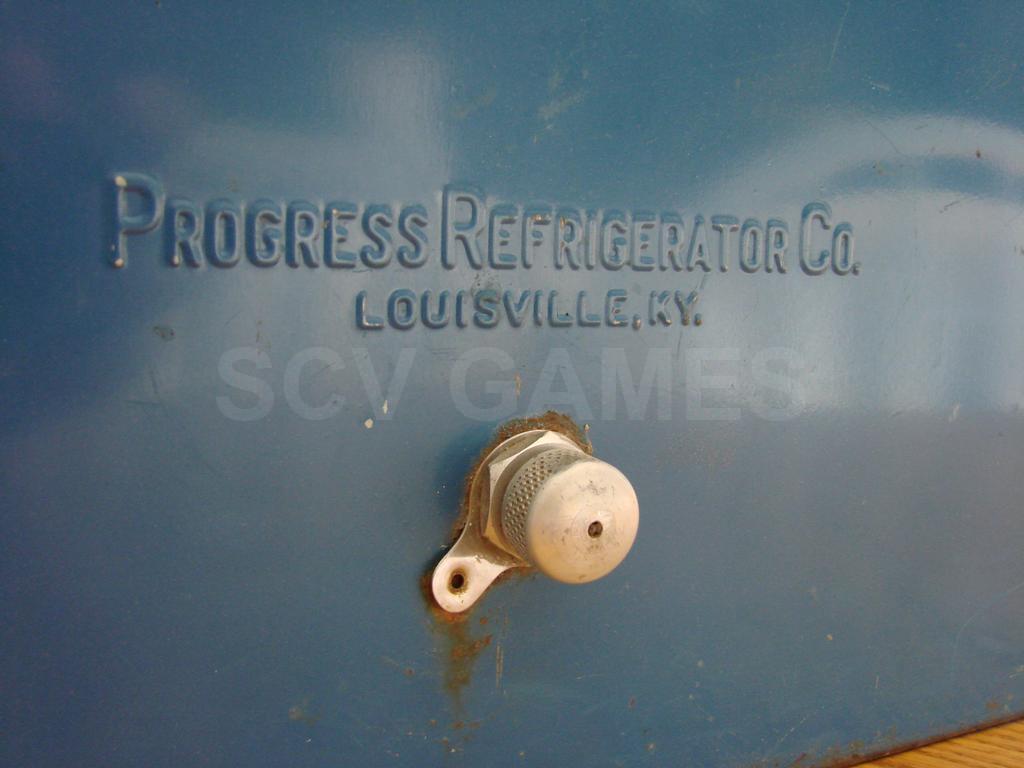 PROGRESS REFRIGERATOR CO.
LOUISVILLE, KY.
SCV GAMES